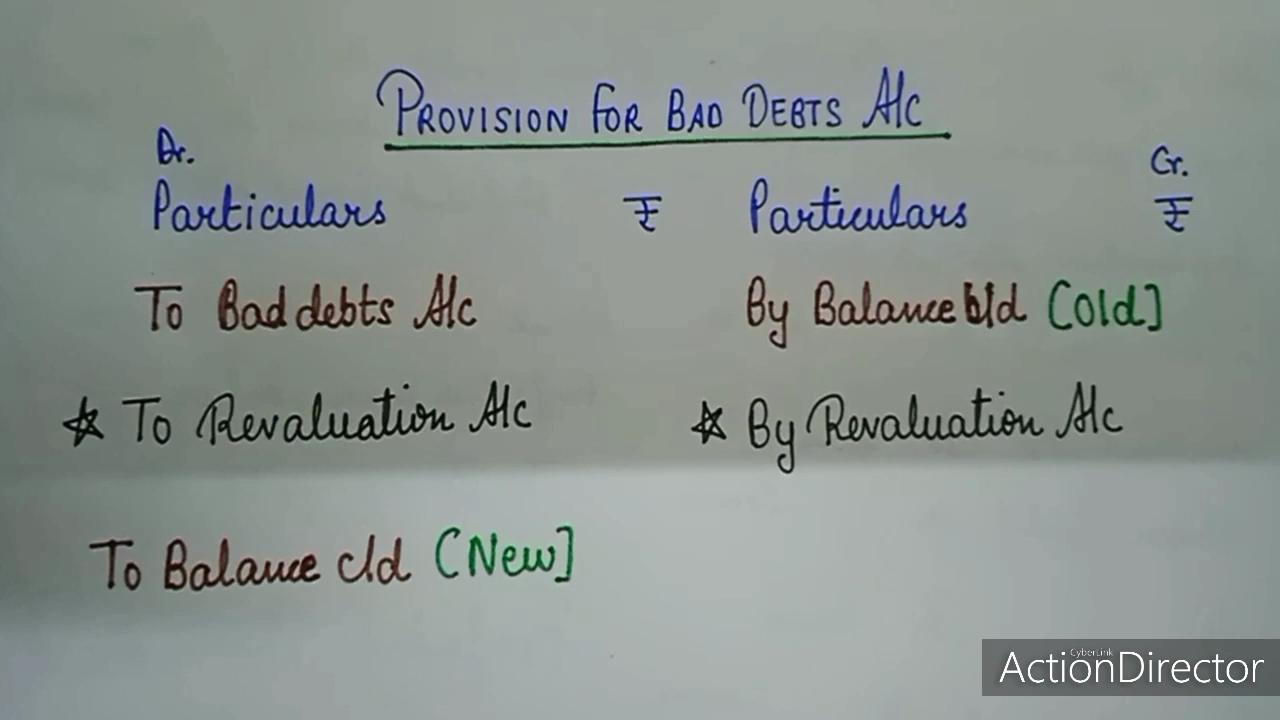 PROVISION FOR BAD DEBTS A/c
Dr.
Cr.
Particulars ₹ Particulars ₹
To Bad debts A/c By Balance b/d [old]
☆ To Revaluation A/c ☆ By Revaluation A/c
To Balance c/d [New]
CyberLink
ActionDirector